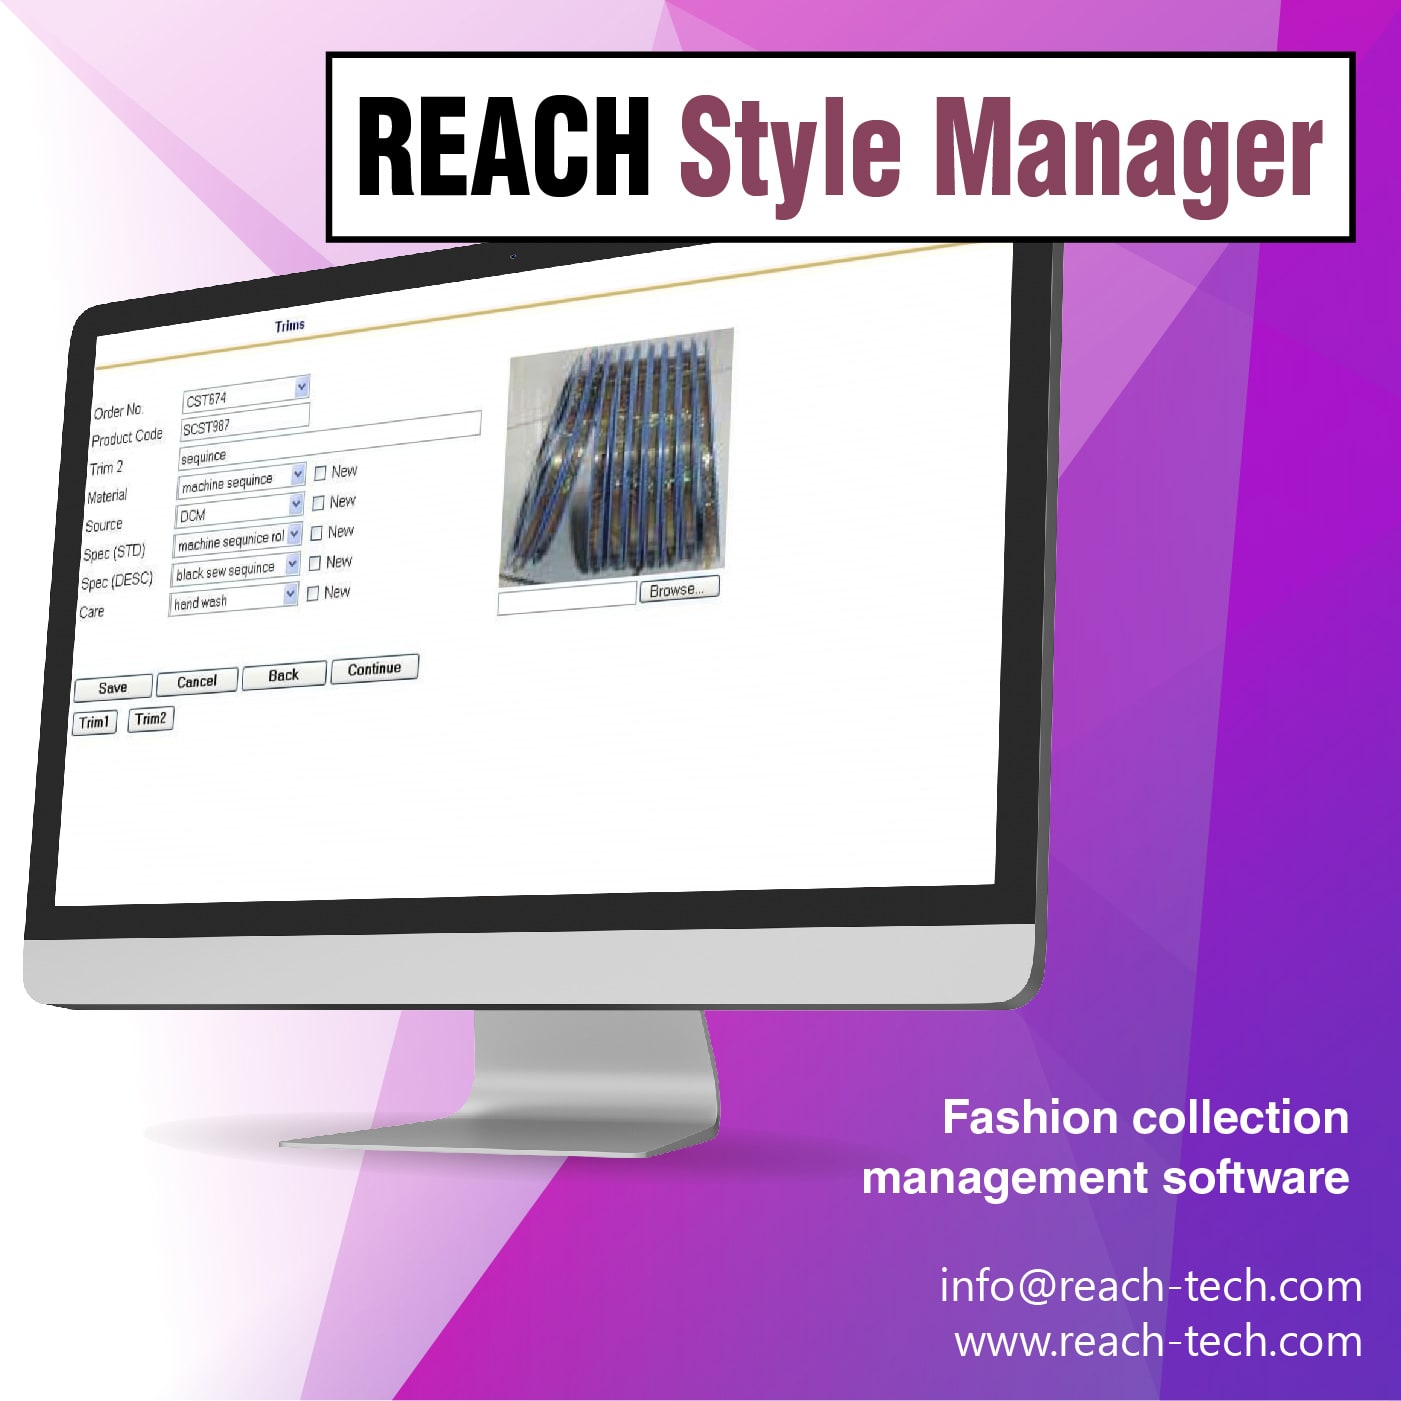 REACH Style Manager
Trims
Order No. CST674
Product Code SCST987
Trim 2 sequince
Material machine sequince New
Source DCM New
Spec (STD) machine sequnice rol New
Spec (DESC) black sew sequince New
Care hand wash New
Browse...
Save Cancel Back Continue
Trim1 Trim2
Fashion collection
management software
info@reach-tech.com
www.reach-tech.com